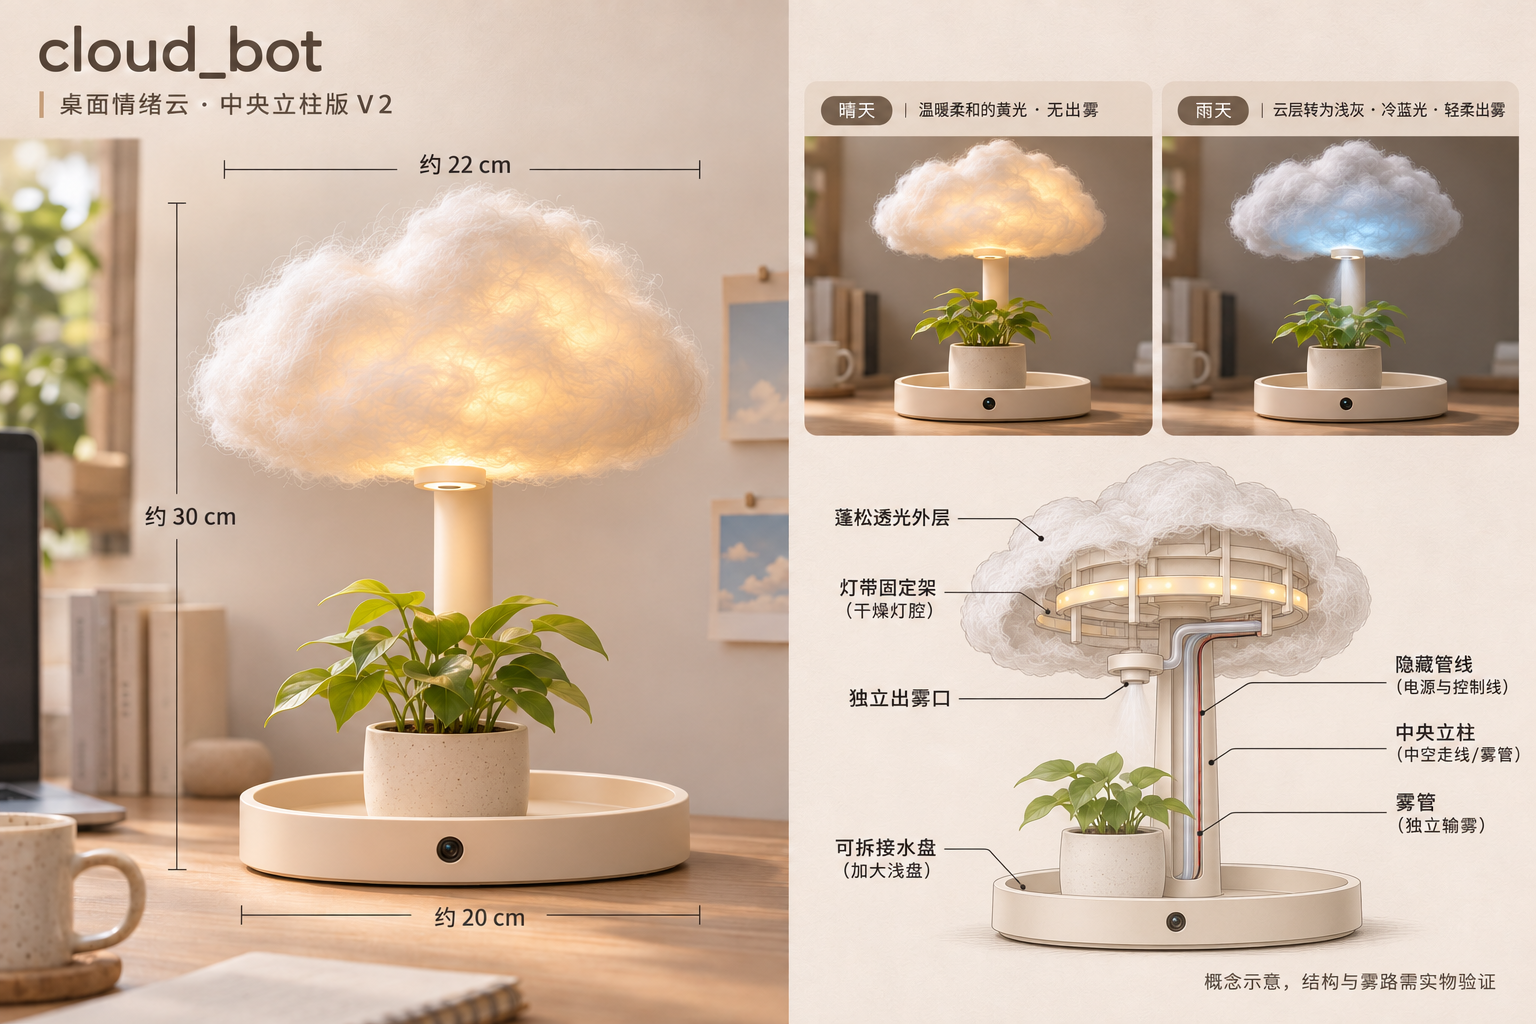 cloud_bot
桌面情绪云 · 中央立柱版 V2
约 22 cm
约 30 cm
约 20 cm
晴天 | 温暖柔和的黄光 · 无出雾
雨天 | 云层转为浅灰 · 冷蓝光 · 轻柔出雾
蓬松透光外层
灯带固定架
（干燥灯腔）
独立出雾口
可拆接水盘
（加大浅盘）
隐藏管线
（电源与控制线）
中央立柱
（中空走线/雾管）
雾管
（独立输雾）
概念示意，结构与雾路需实物验证